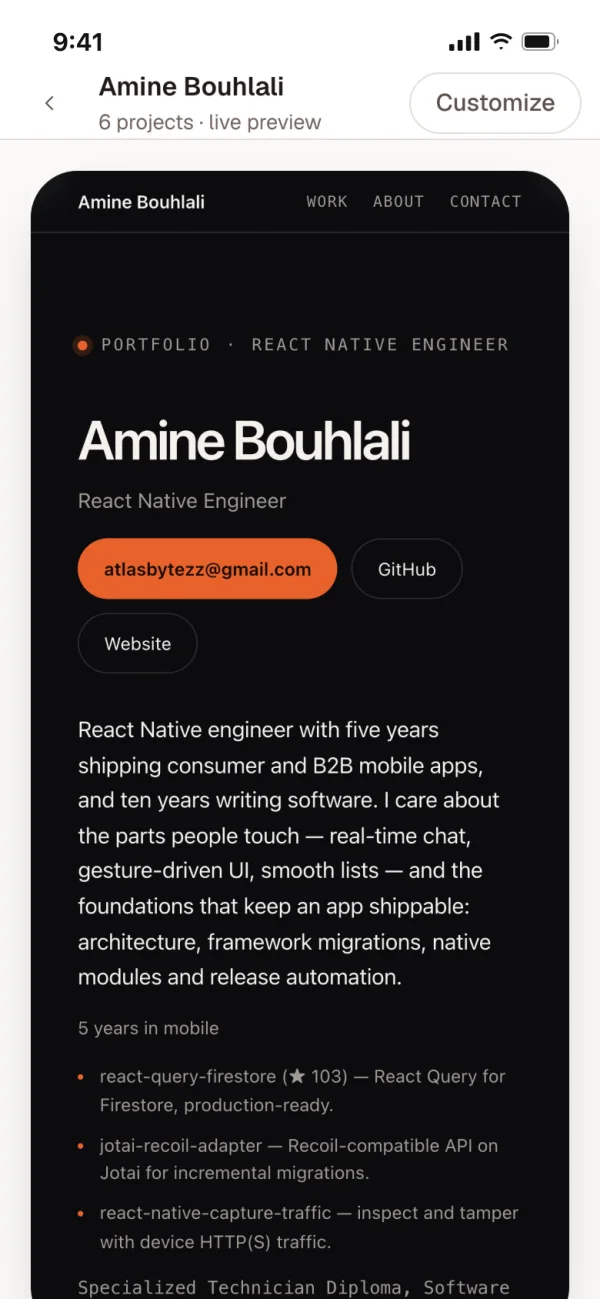 9:41
Amine Bouhlali
6 projects · live preview
Customize
Amine Bouhlali
WORK ABOUT CONTACT
PORTFOLIO · REACT NATIVE ENGINEER
Amine Bouhlali
React Native Engineer
atlasbytezz@gmail.com
GitHub
Website
React Native engineer with five years
shipping consumer and B2B mobile apps,
and ten years writing software. I care about
the parts people touch — real-time chat,
gesture-driven UI, smooth lists — and the
foundations that keep an app shippable:
architecture, framework migrations, native
modules and release automation.
5 years in mobile
• react-query-firestore (★ 103) — React Query for
Firestore, production-ready.
• jotai-recoil-adapter — Recoil-compatible API on
Jotai for incremental migrations.
• react-native-capture-traffic — inspect and tamper
with device HTTP(S) traffic.
Specialized Technician Diploma, Software